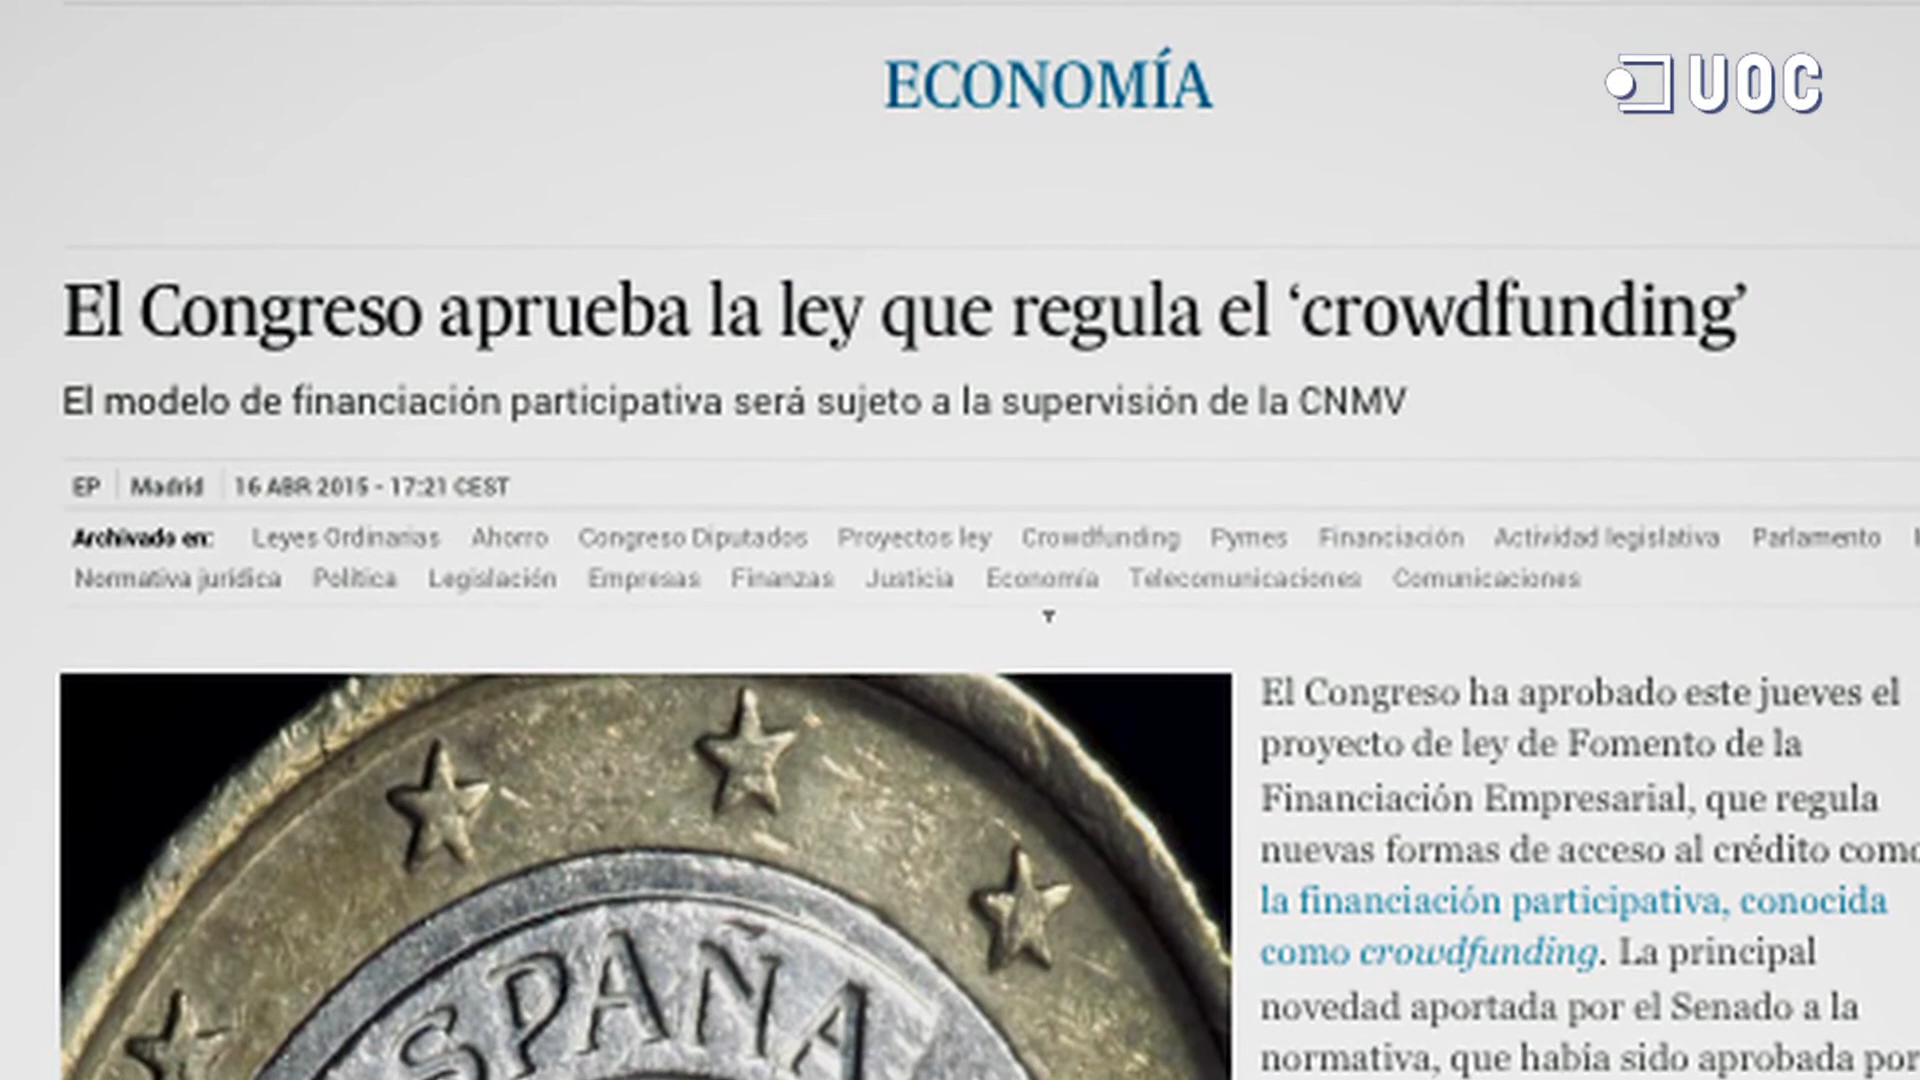 ECONOMÍA
UOC
El Congreso aprueba la ley que regula el ‘crowdfunding’
El modelo de financiación participativa será sujeto a la supervisión de la CNMV
EP Madrid 16 ABR 2015 - 17:21 CEST
Archivado en: Leyes Ordinarias Ahorro Congreso Diputados Proyectos ley Crowdfunding Pymes Financiación Actividad legislativa Parlamento
Normativa jurídica Política Legislación Empresas Finanzas Justicia Economía Telecomunicaciones Comunicaciones
El Congreso ha aprobado este jueves el
proyecto de ley de Fomento de la
Financiación Empresarial, que regula
nuevas formas de acceso al crédito como
la financiación participativa, conocida
como crowdfunding. La principal
novedad aportada por el Senado a la
normativa, que había sido aprobada por
SPAÑA